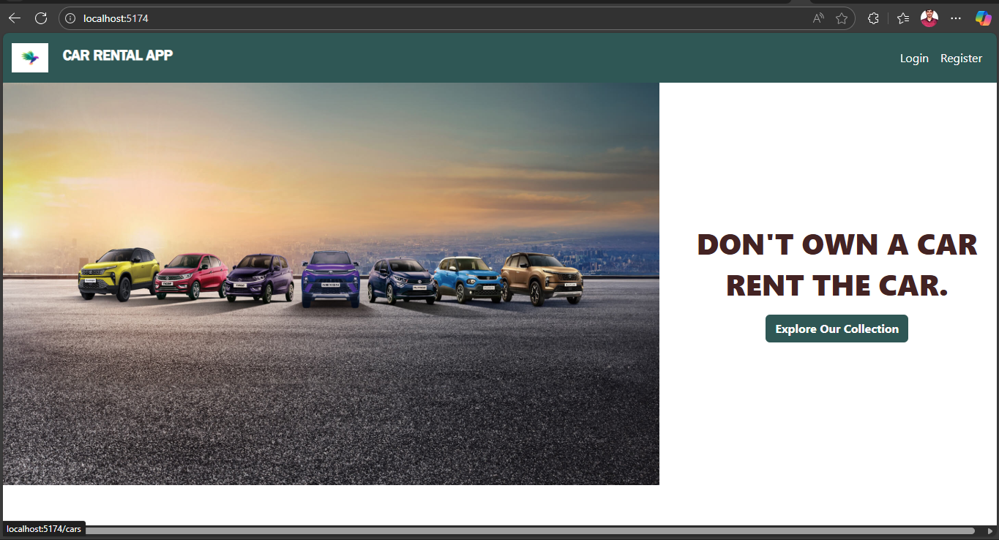 localhost:5174
CAR RENTAL APP
Login Register
NEXON
DON'T OWN A CAR
RENT THE CAR.
Explore Our Collection
localhost:5174/cars